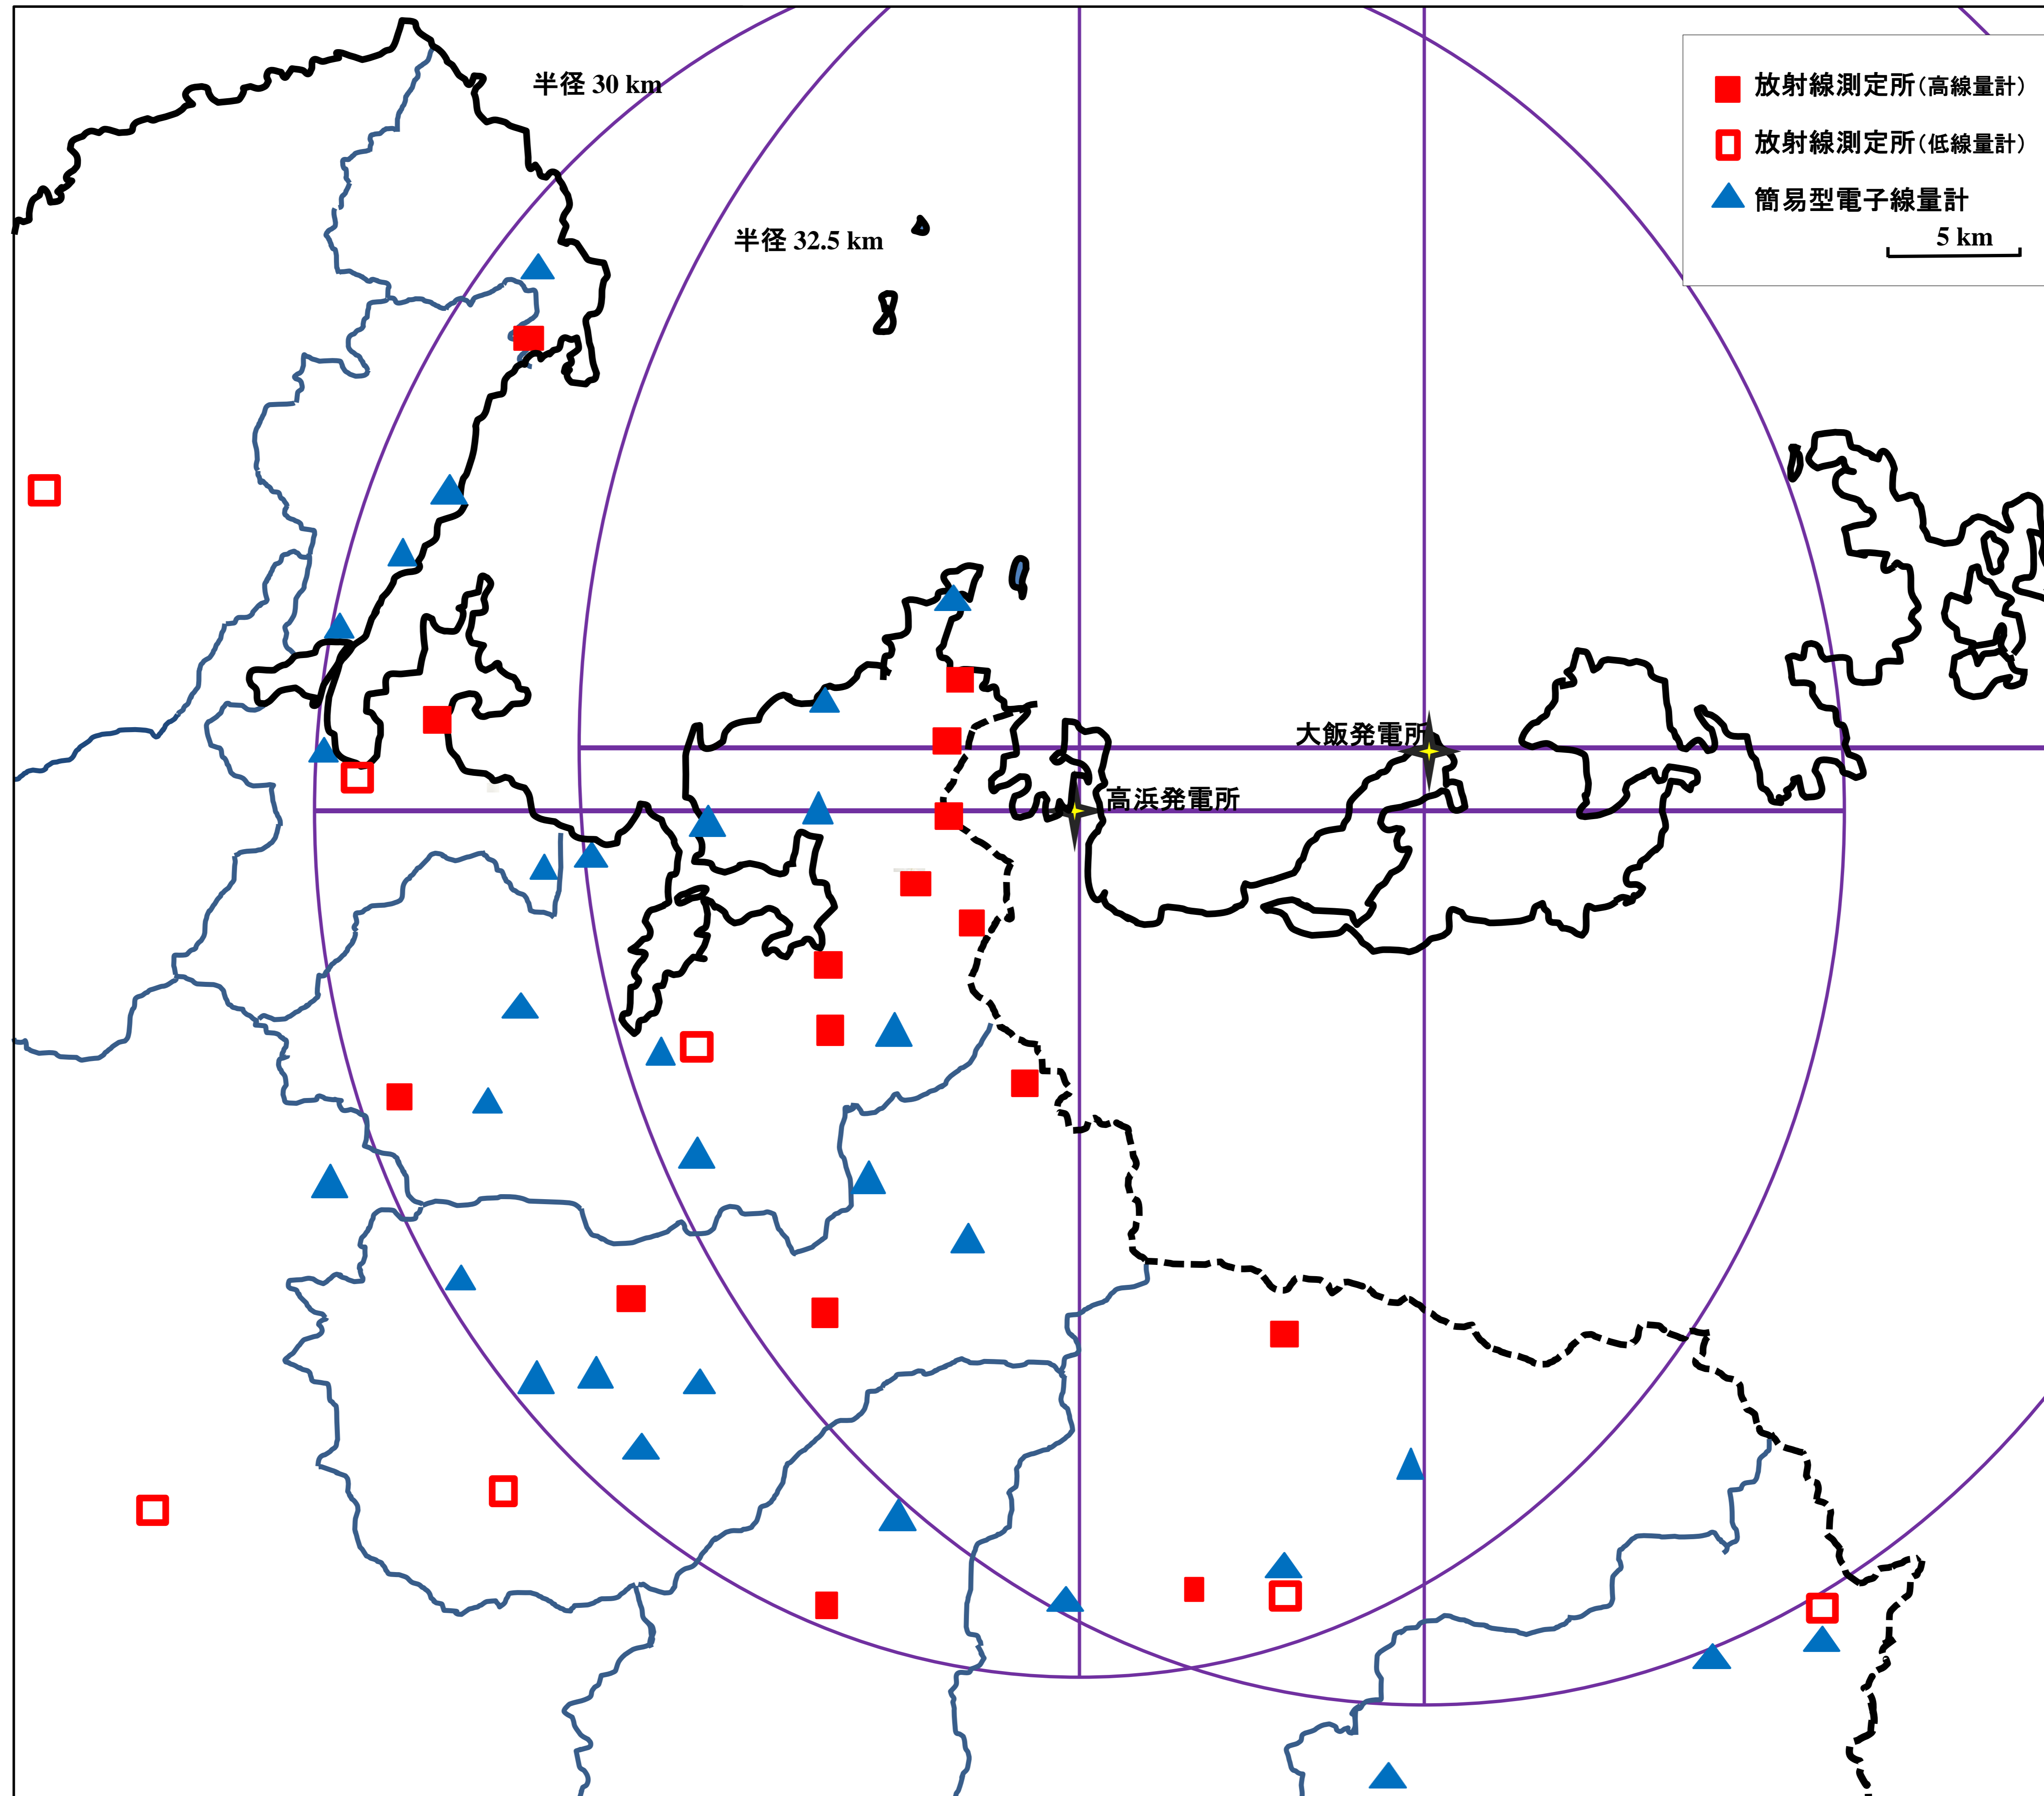 半径 30 km
放射線測定所（高線量計）
放射線測定所（低線量計）
簡易型電子線量計
5 km
半径 32.5 km
大飯発電所
高浜発電所